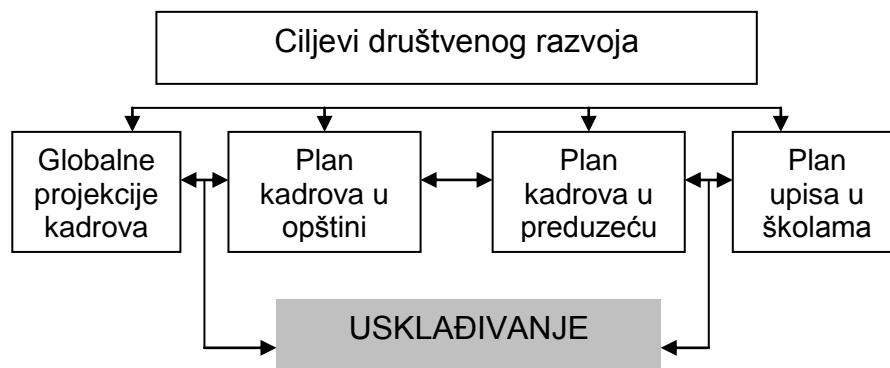 Ciljevi društvenog razvoja
Globalne
projekcije
kadrova
Plan
kadrova u
opštini
Plan
kadrova u
preduzeću
Plan
upisa u
školama
USKLAĐIVANJE